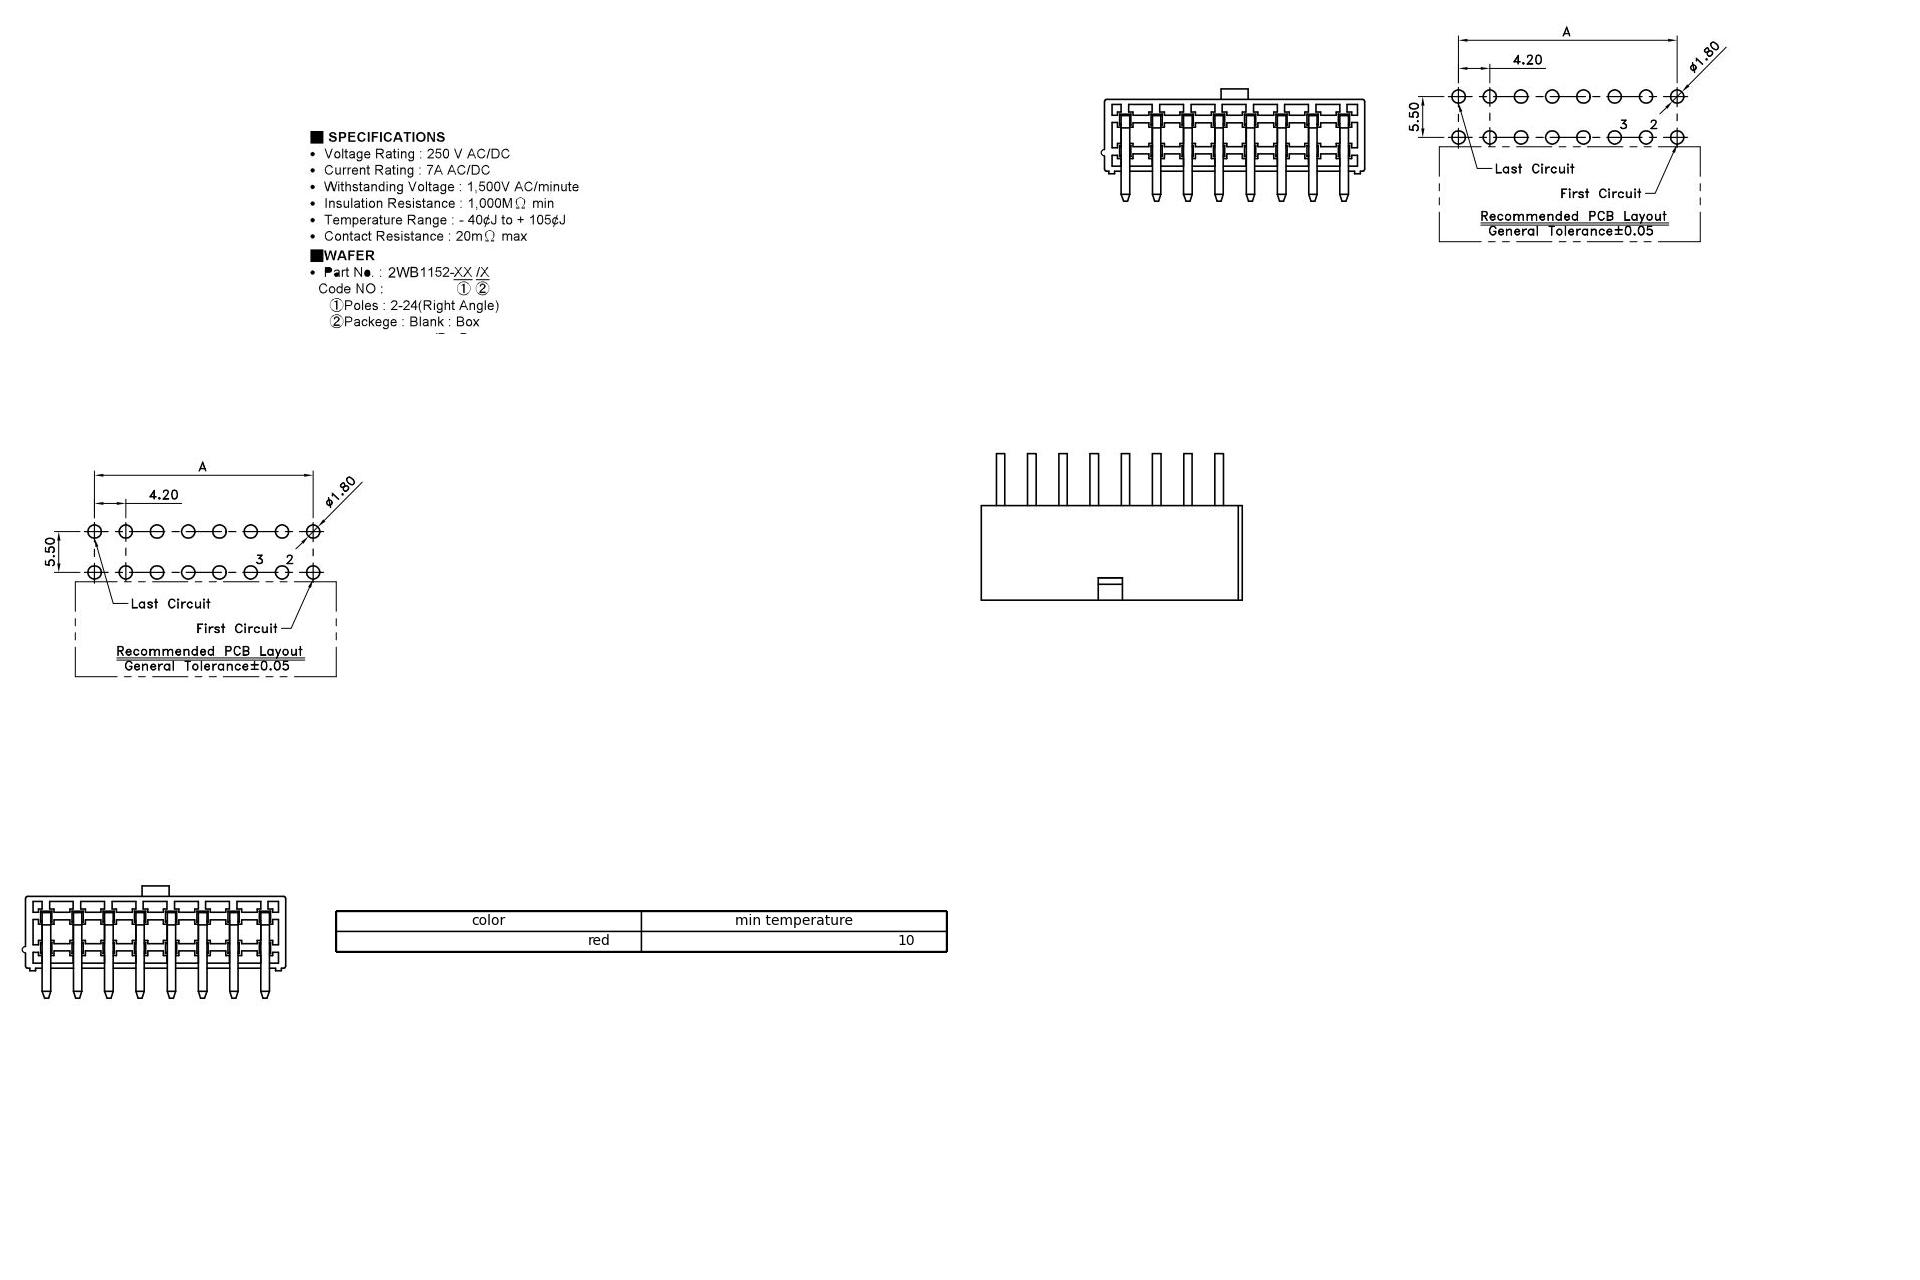 ■ SPECIFICATIONS
• Voltage Rating : 250 V AC/DC
• Current Rating : 7A AC/DC
• Withstanding Voltage : 1,500V AC/minute
• Insulation Resistance : 1,000MΩ min
• Temperature Range : - 40¢J to + 105¢J
• Contact Resistance : 20mΩ max
■WAFER
• Part No. : 2WB1152-XX /X
Code NO : ① ②
①Poles : 2-24(Right Angle)
②Packege : Blank : Box
A
4.20
ø1.80
5.50
3 2
Last Circuit
First Circuit
Recommended PCB Layout
General Tolerance±0.05
A
4.20
ø1.80
5.50
3 2
Last Circuit
First Circuit
Recommended PCB Layout
General Tolerance±0.05
color min temperature
red 10